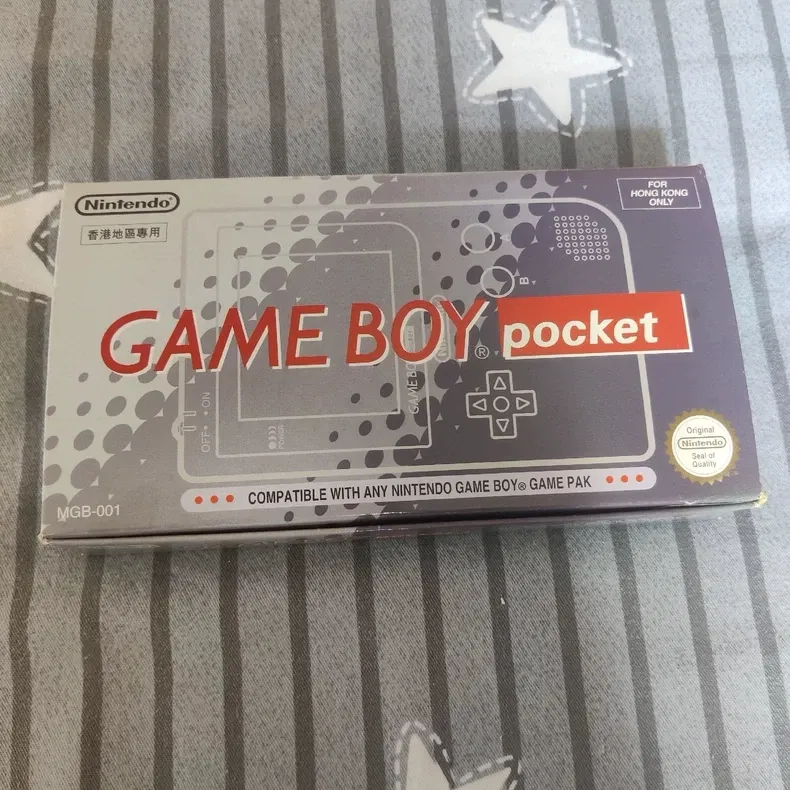 Nintendo®
香港地區專用
FOR
HONG KONG
ONLY
GAME BOY pocket
®
B
GAME BOY
ON
OFF
POWER
Original
Nintendo
Seal of
Quality
COMPATIBLE WITH ANY NINTENDO GAME BOY® GAME PAK
MGB-001